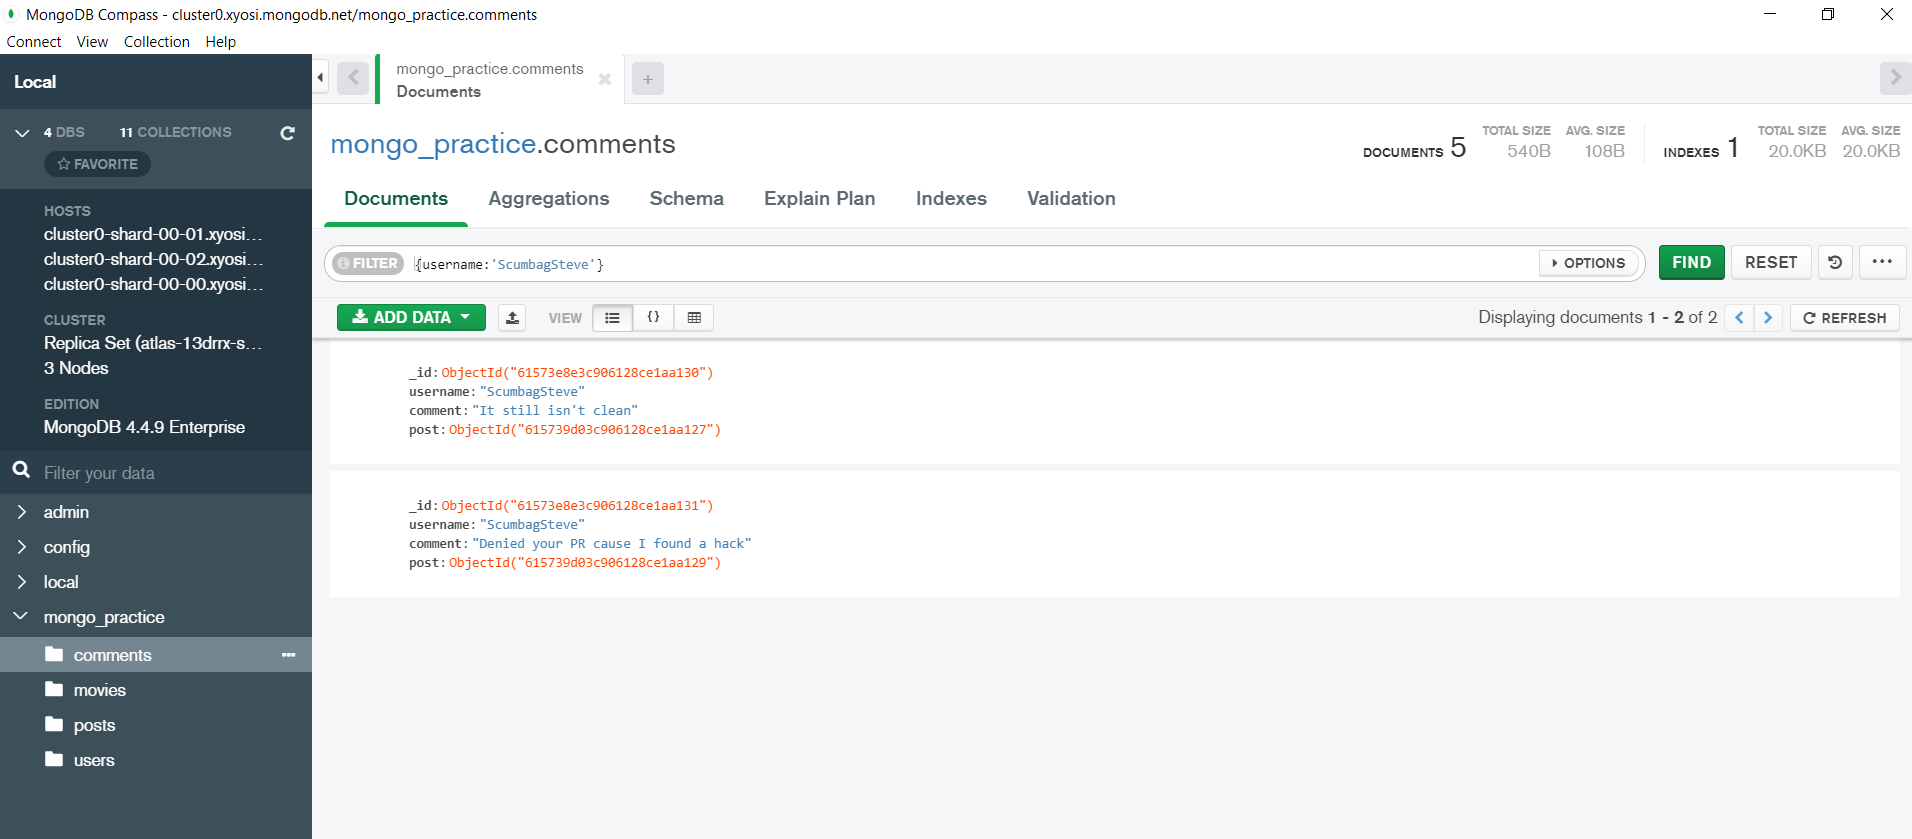 MongoDB Compass - cluster0.xyosi.mongodb.net/mongo_practice.comments
Connect View Collection Help
Local
4 DBS 11 COLLECTIONS
FAVORITE
HOSTS
cluster0-shard-00-01.xyosi...
cluster0-shard-00-02.xyosi...
cluster0-shard-00-00.xyosi...
CLUSTER
Replica Set (atlas-13drrx-s...
3 Nodes
EDITION
MongoDB 4.4.9 Enterprise
Filter your data
admin
config
local
mongo_practice
comments
movies
posts
users
mongo_practice.comments
Documents
mongo_practice.comments
DOCUMENTS 5 TOTAL SIZE 540B AVG. SIZE 108B
INDEXES 1 TOTAL SIZE 20.0KB AVG. SIZE 20.0KB
Documents Aggregations Schema Explain Plan Indexes Validation
FILTER {username:'ScumbagSteve'} OPTIONS FIND RESET
ADD DATA VIEW {} Displaying documents 1 - 2 of 2 REFRESH
_id: ObjectId("61573e8e3c906128ce1aa130")
username: "ScumbagSteve"
comment: "It still isn't clean"
post: ObjectId("615739d03c906128ce1aa127")
_id: ObjectId("61573e8e3c906128ce1aa131")
username: "ScumbagSteve"
comment: "Denied your PR cause I found a hack"
post: ObjectId("615739d03c906128ce1aa129")